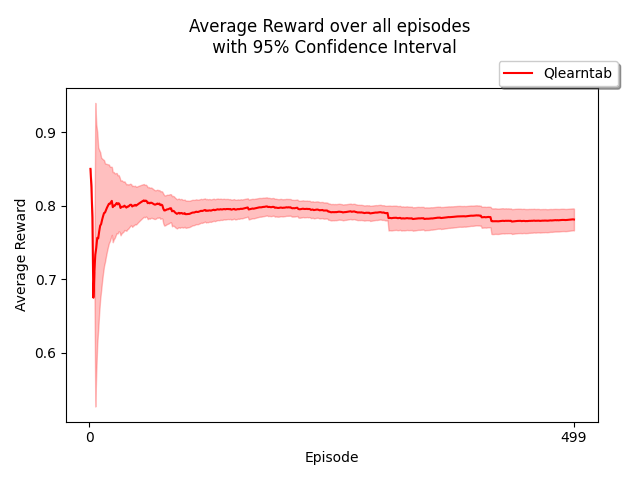 Average Reward over all episodes
with 95% Confidence Interval
Qlearntab
0.9
0.8
0.7
0.6
Average Reward
0
499
Episode